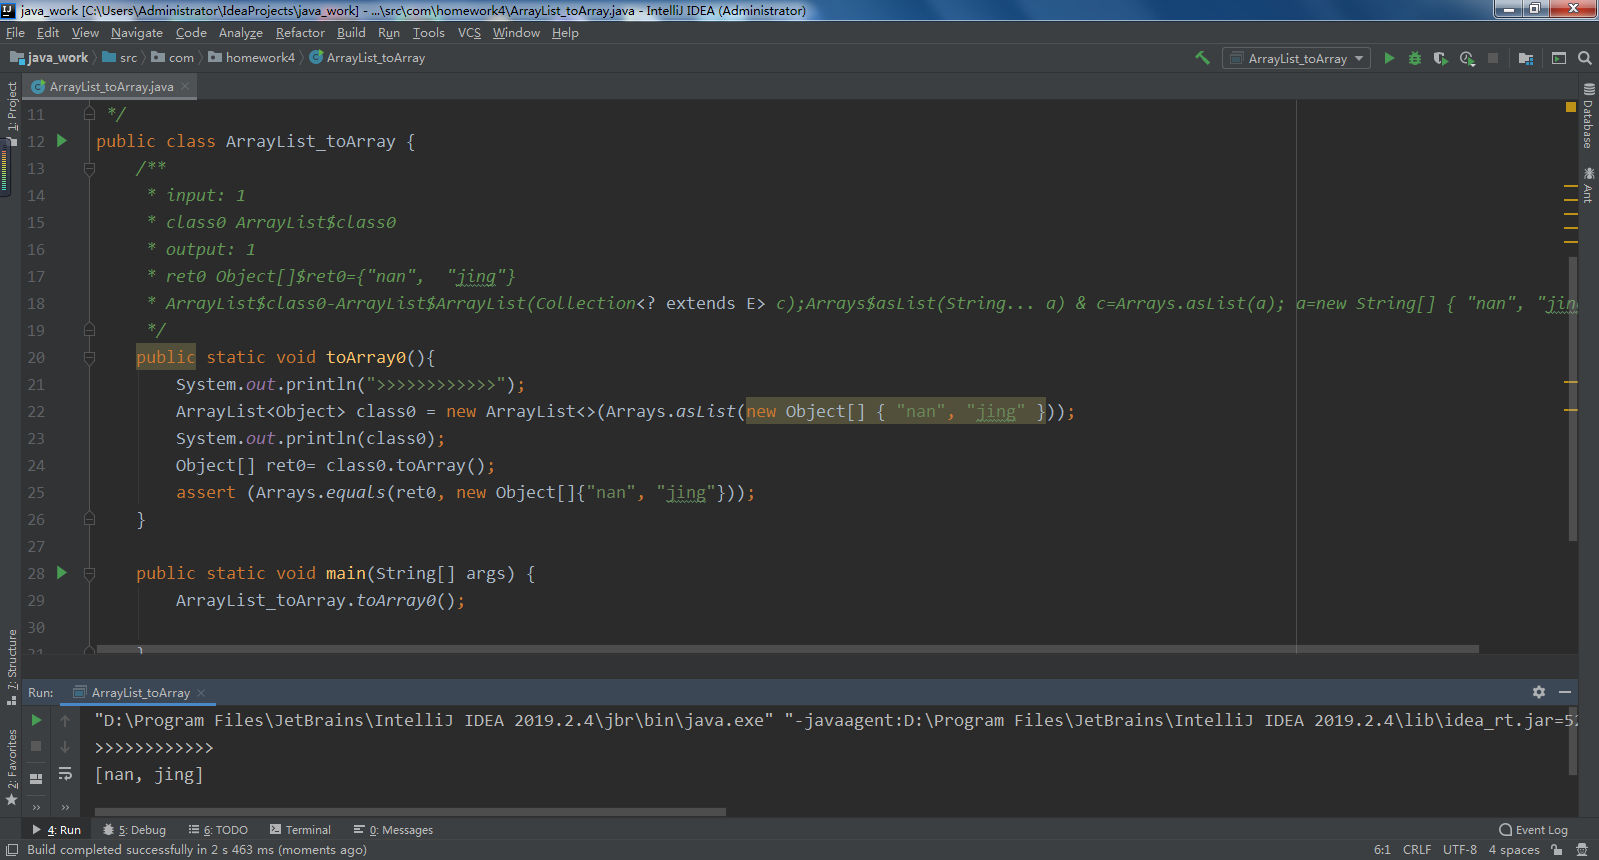 java_work [C:\Users\Administrator\IdeaProjects\java_work] - ...\src\com\homework4\ArrayList_toArray.java - IntelliJ IDEA (Administrator)
File Edit View Navigate Code Analyze Refactor Build Run Tools VCS Window Help
java_work src com homework4 ArrayList_toArray ArrayList_toArray
ArrayList_toArray.java
1: Project
7: Structure
2: Favorites
Database
Ant
11 */
12 public class ArrayList_toArray {
13 /**
14 * input: 1
15 * class0 ArrayList$class0
16 * output: 1
17 * ret0 Object[]$ret0={"nan",  "jing"}
18 * ArrayList$class0-ArrayList$ArrayList(Collection<? extends E> c);Arrays$asList(String... a) & c=Arrays.asList(a); a=new String[] { "nan", "jin
19 */
20 public static void toArray0(){
21 System.out.println(">>>>>>>>>>>>");
22 ArrayList<Object> class0 = new ArrayList<>(Arrays.asList(new Object[] { "nan", "jing" }));
23 System.out.println(class0);
24 Object[] ret0= class0.toArray();
25 assert (Arrays.equals(ret0, new Object[]{"nan", "jing"}));
26 }
27
28 public static void main(String[] args) {
29 ArrayList_toArray.toArray0();
30
31 }
Run: ArrayList_toArray
"D:\Program Files\JetBrains\IntelliJ IDEA 2019.2.4\jbr\bin\java.exe" "-javaagent:D:\Program Files\JetBrains\IntelliJ IDEA 2019.2.4\lib\idea_rt.jar=52
>>>>>>>>>>>>
[nan, jing]
4: Run 5: Debug 6: TODO Terminal 0: Messages Event Log
Build completed successfully in 2 s 463 ms (moments ago) 6:1 CRLF UTF-8 4 spaces